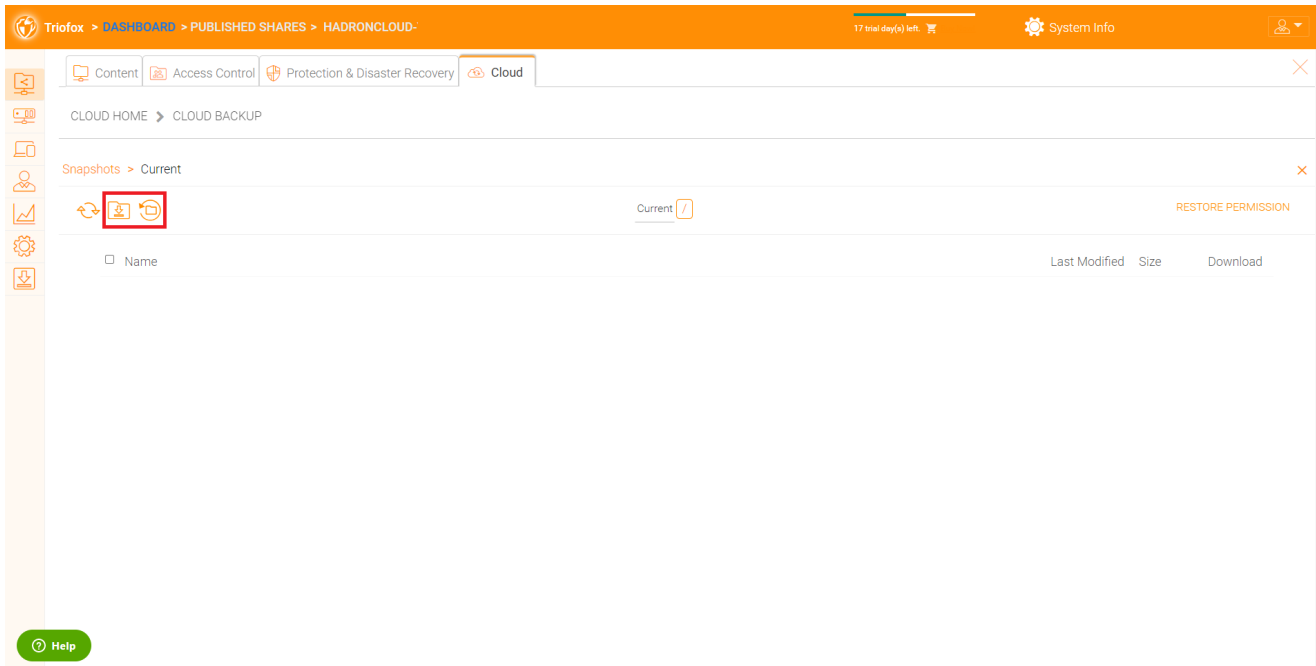 Triofox > DASHBOARD > PUBLISHED SHARES > HADRONCLOUD-
17 trial day(s) left.
System Info
Content
Access Control
Protection & Disaster Recovery
Cloud
CLOUD HOME > CLOUD BACKUP
Snapshots > Current
Current /
RESTORE PERMISSION
Name
Last Modified
Size
Download
? Help